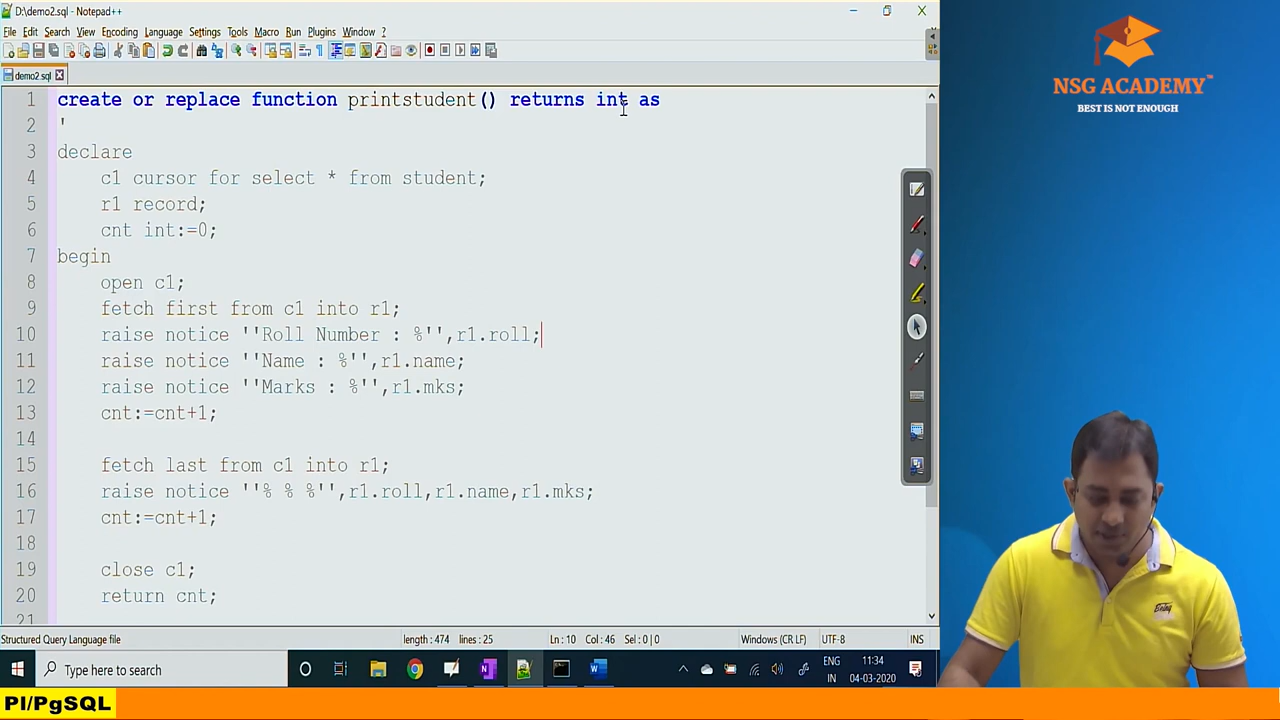 D:\demo2.sql - Notepad++
File Edit Search View Encoding Language Settings Tools Macro Run Plugins Window ?
demo2.sql
1 create or replace function printstudent() returns int as
2 '
3 declare
4 c1 cursor for select * from student;
5 r1 record;
6 cnt int:=0;
7 begin
8 open c1;
9 fetch first from c1 into r1;
10 raise notice ''Roll Number : %'',r1.roll;
11 raise notice ''Name : %'',r1.name;
12 raise notice ''Marks : %'',r1.mks;
13 cnt:=cnt+1;
14
15 fetch last from c1 into r1;
16 raise notice ''% % %'',r1.roll,r1.name,r1.mks;
17 cnt:=cnt+1;
18
19 close c1;
20 return cnt;
21
Structured Query Language file length : 474 lines : 25 Ln : 10 Col : 46 Sel : 0 | 0 Windows (CR LF) UTF-8 INS
Type here to search
ENG
IN
11:34
04-03-2020
NSG ACADEMY™
BEST IS NOT ENOUGH
Being
Pl/PgSQL